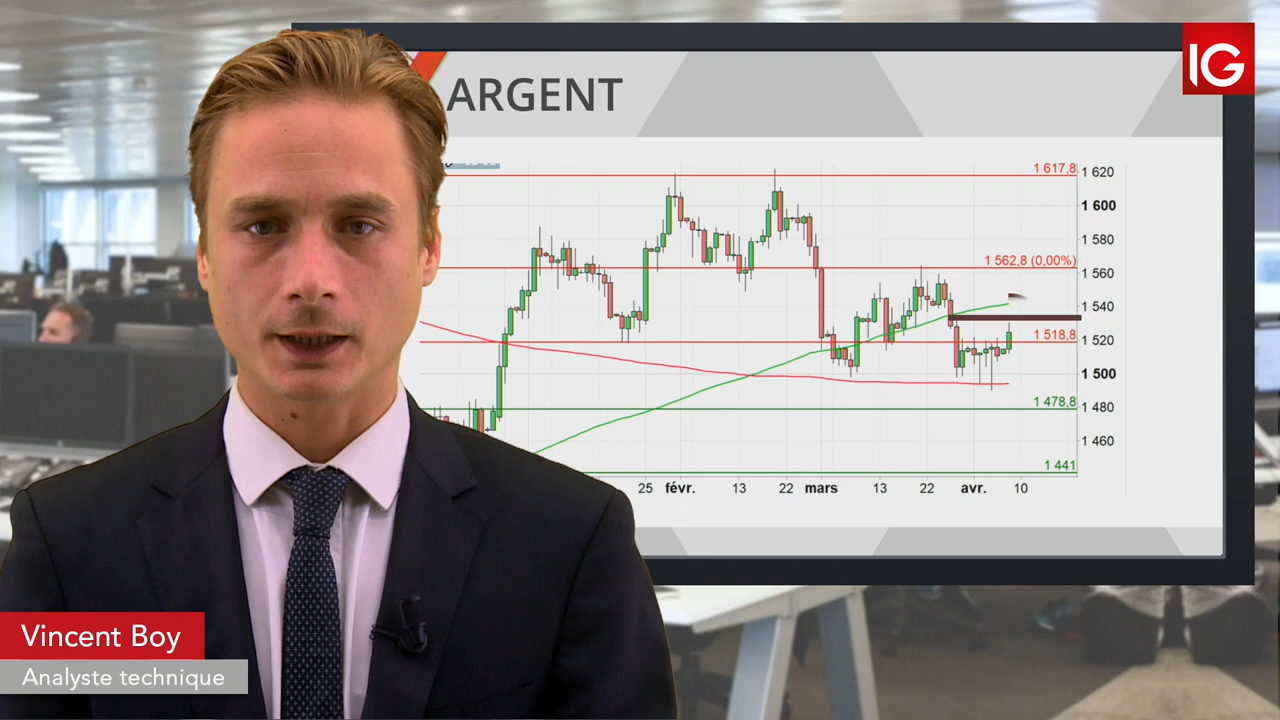 IG
ARGENT
1 617,8
1 620
1 600
1 580
1 562,8 (0,00%)
1 560
1 540
1 518,8
1 520
1 500
1 478,8
1 480
1 460
1 441
25 févr. 13 22 mars 13 22 avr. 10
Vincent Boy
Analyste technique